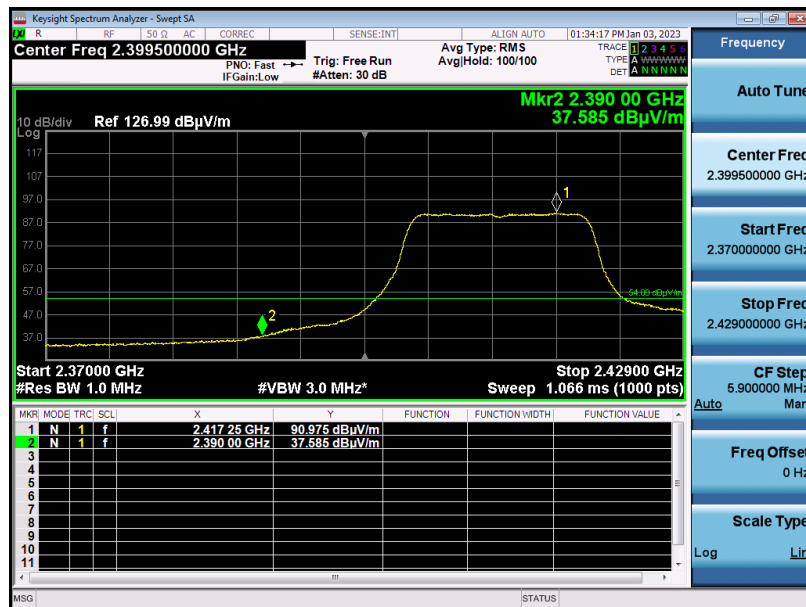 Keysight Spectrum Analyzer - Swept SA
LXI R RF 50 Ω AC CORREC SENSE:INT ALIGN AUTO 01:34:17 PM Jan 03, 2023
Center Freq 2.399500000 GHz
PNO: Fast
IFGain:Low
Trig: Free Run
#Atten: 30 dB
Avg Type: RMS
Avg|Hold: 100/100
TRACE 1 2 3 4 5 6
TYPE A WWWWW
DET A N N N N N
Mkr2 2.390 00 GHz
37.585 dBµV/m
10 dB/div Ref 126.99 dBµV/m
Log
117
107
97.0
87.0
77.0
67.0
57.0
47.0
37.0
1
2
54.00 dBµV/m
Start 2.37000 GHz Stop 2.42900 GHz
#Res BW 1.0 MHz #VBW 3.0 MHz* Sweep 1.066 ms (1000 pts)
MKR MODE TRC SCL X Y FUNCTION FUNCTION WIDTH FUNCTION VALUE
1 N 1 f 2.417 25 GHz 90.975 dBµV/m
2 N 1 f 2.390 00 GHz 37.585 dBµV/m
3
4
5
6
7
8
9
10
11
MSG STATUS
Frequency
Auto Tune
Center Freq
2.399500000 GHz
Start Freq
2.370000000 GHz
Stop Freq
2.429000000 GHz
CF Step
5.900000 MHz
Auto Man
Freq Offset
0 Hz
Scale Type
Log Lin